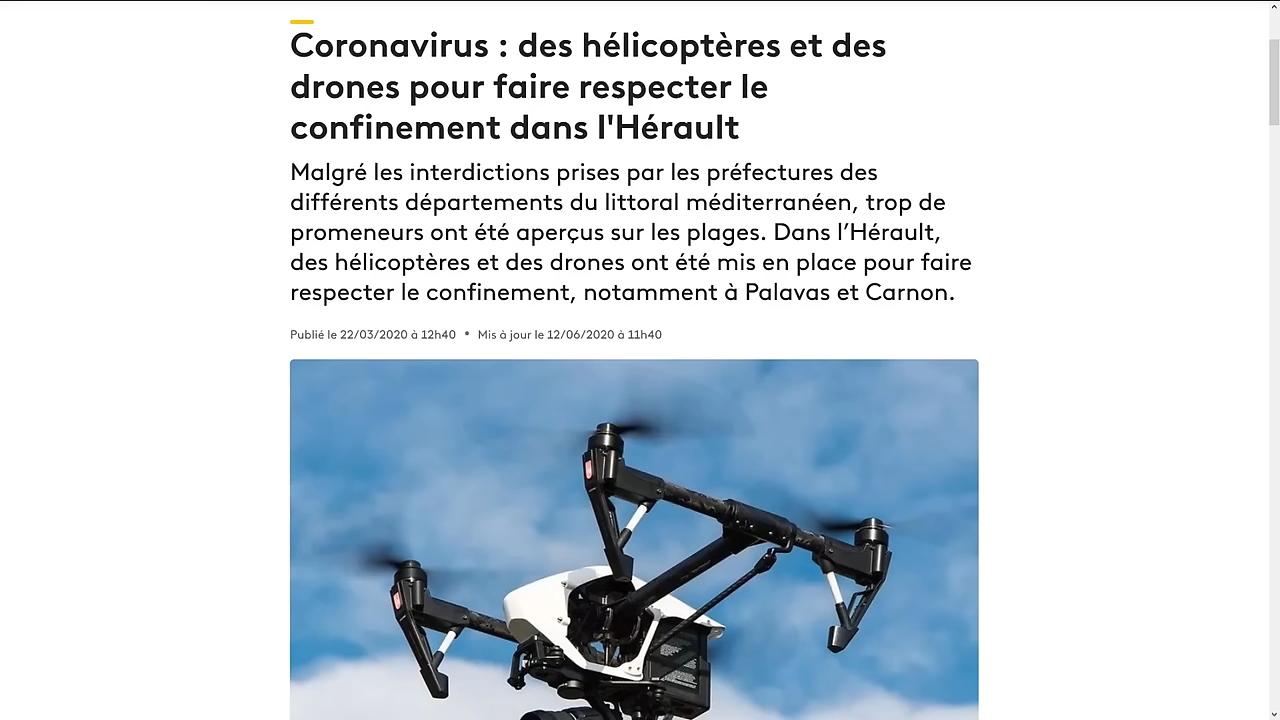 Coronavirus : des hélicoptères et des
drones pour faire respecter le
confinement dans l'Hérault
Malgré les interdictions prises par les préfectures des
différents départements du littoral méditerranéen, trop de
promeneurs ont été aperçus sur les plages. Dans l’Hérault,
des hélicoptères et des drones ont été mis en place pour faire
respecter le confinement, notamment à Palavas et Carnon.
Publié le 22/03/2020 à 12h40 • Mis à jour le 12/06/2020 à 11h40